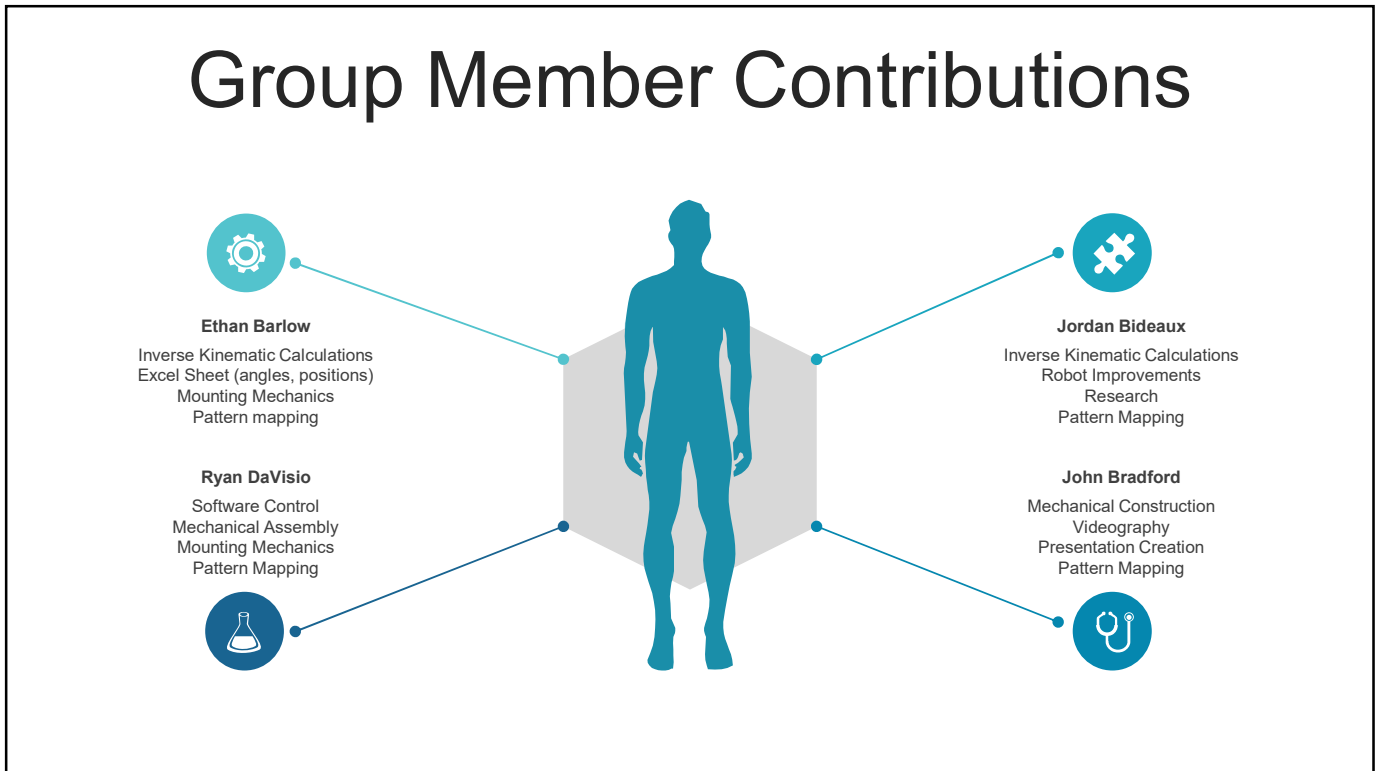 Group Member Contributions
Ethan Barlow
Inverse Kinematic Calculations
Excel Sheet (angles, positions)
Mounting Mechanics
Pattern mapping
Ryan DaVisio
Software Control
Mechanical Assembly
Mounting Mechanics
Pattern Mapping
Jordan Bideaux
Inverse Kinematic Calculations
Robot Improvements
Research
Pattern Mapping
John Bradford
Mechanical Construction
Videography
Presentation Creation
Pattern Mapping